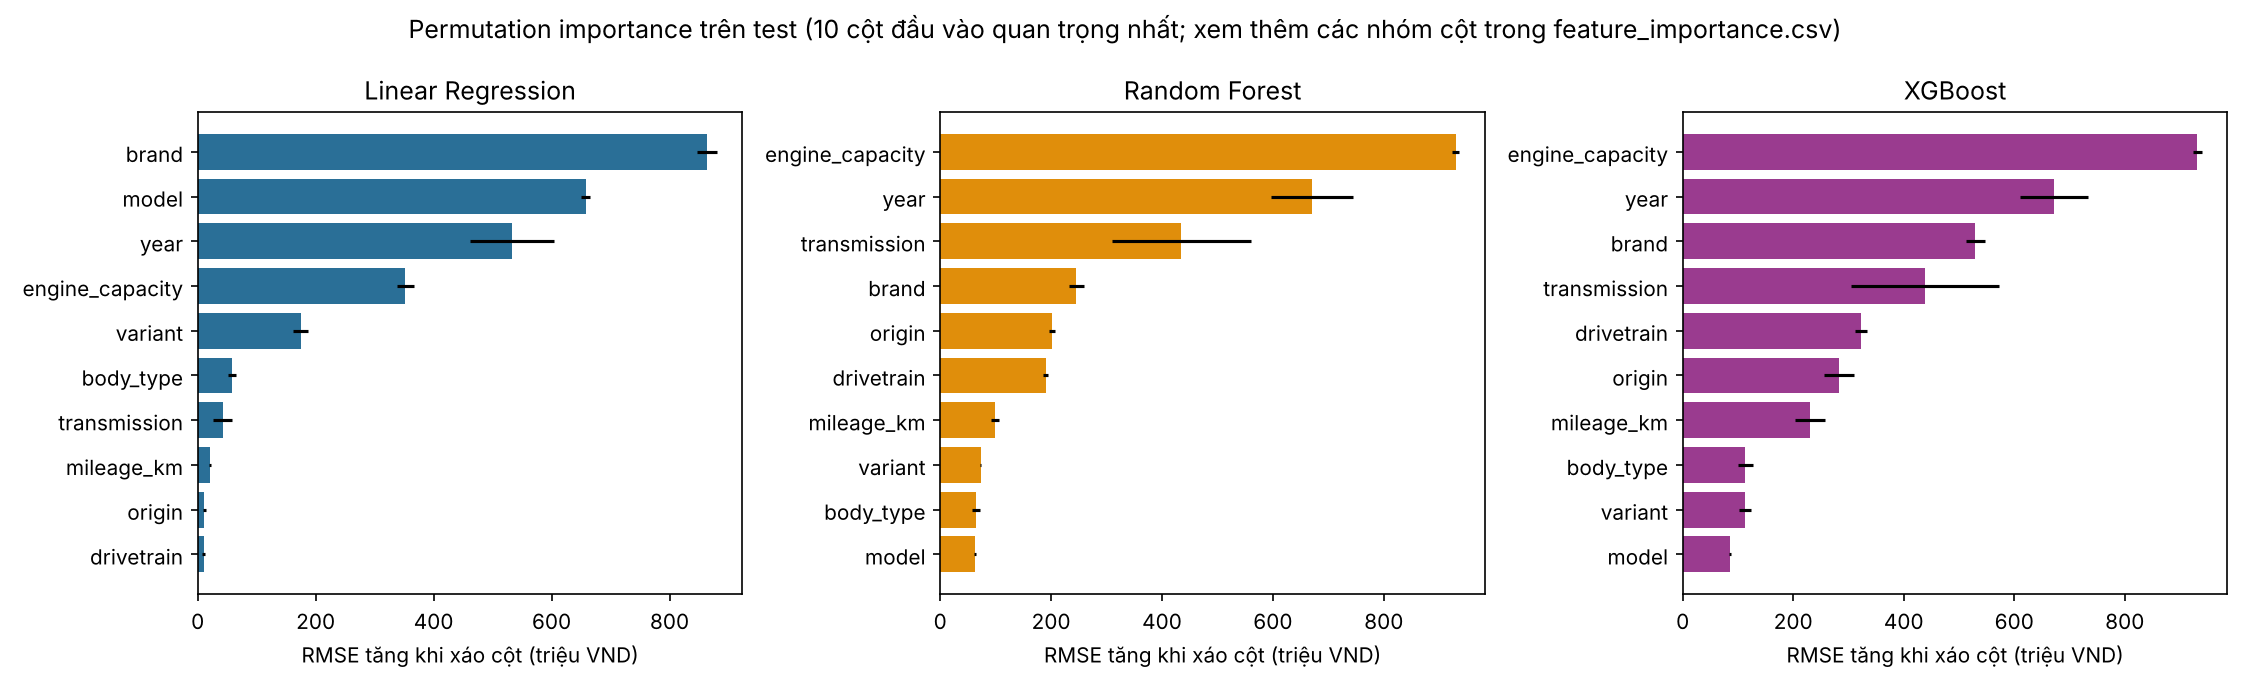 Permutation importance trên test (10 cột đầu vào quan trọng nhất; xem thêm các nhóm cột trong feature_importance.csv)
Linear Regression
brand
model
year
engine_capacity
variant
body_type
transmission
mileage_km
origin
drivetrain
0 200 400 600 800
RMSE tăng khi xáo cột (triệu VND)
Random Forest
engine_capacity
year
transmission
brand
origin
drivetrain
mileage_km
variant
body_type
model
0 200 400 600 800
RMSE tăng khi xáo cột (triệu VND)
XGBoost
engine_capacity
year
brand
transmission
drivetrain
origin
mileage_km
body_type
variant
model
0 200 400 600 800
RMSE tăng khi xáo cột (triệu VND)